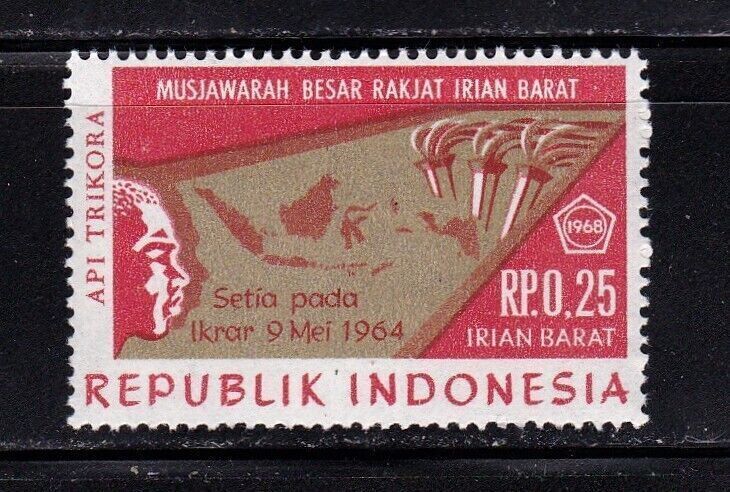 MUSJAWARAH BESAR RAKJAT IRIAN BARAT
API TRIKORA
1968
Setia pada
Ikrar 9 Mei 1964
RP.0,25
IRIAN BARAT
REPUBLIK INDONESIA